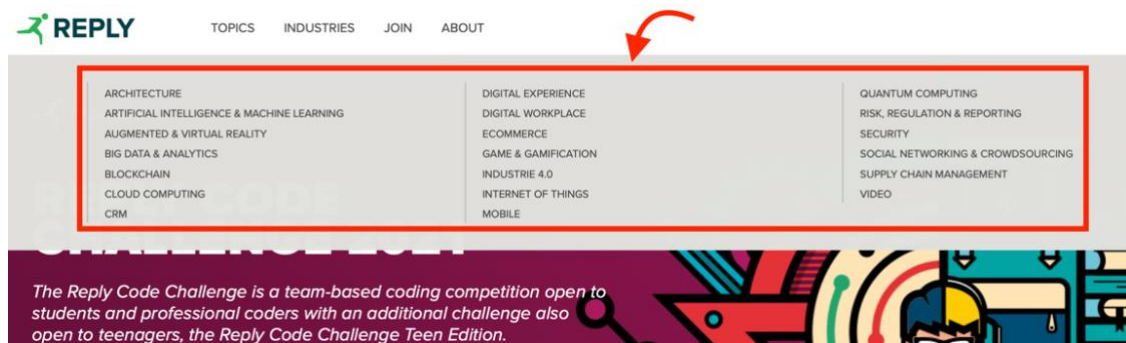 REPLY
TOPICS INDUSTRIES JOIN ABOUT
ARCHITECTURE
ARTIFICIAL INTELLIGENCE & MACHINE LEARNING
AUGMENTED & VIRTUAL REALITY
BIG DATA & ANALYTICS
BLOCKCHAIN
CLOUD COMPUTING
CRM
DIGITAL EXPERIENCE
DIGITAL WORKPLACE
ECOMMERCE
GAME & GAMIFICATION
INDUSTRIE 4.0
INTERNET OF THINGS
MOBILE
QUANTUM COMPUTING
RISK, REGULATION & REPORTING
SECURITY
SOCIAL NETWORKING & CROWDSOURCING
SUPPLY CHAIN MANAGEMENT
VIDEO
REPLY CODE
CHALLENGE 2021
The Reply Code Challenge is a team-based coding competition open to
students and professional coders with an additional challenge also
open to teenagers, the Reply Code Challenge Teen Edition.